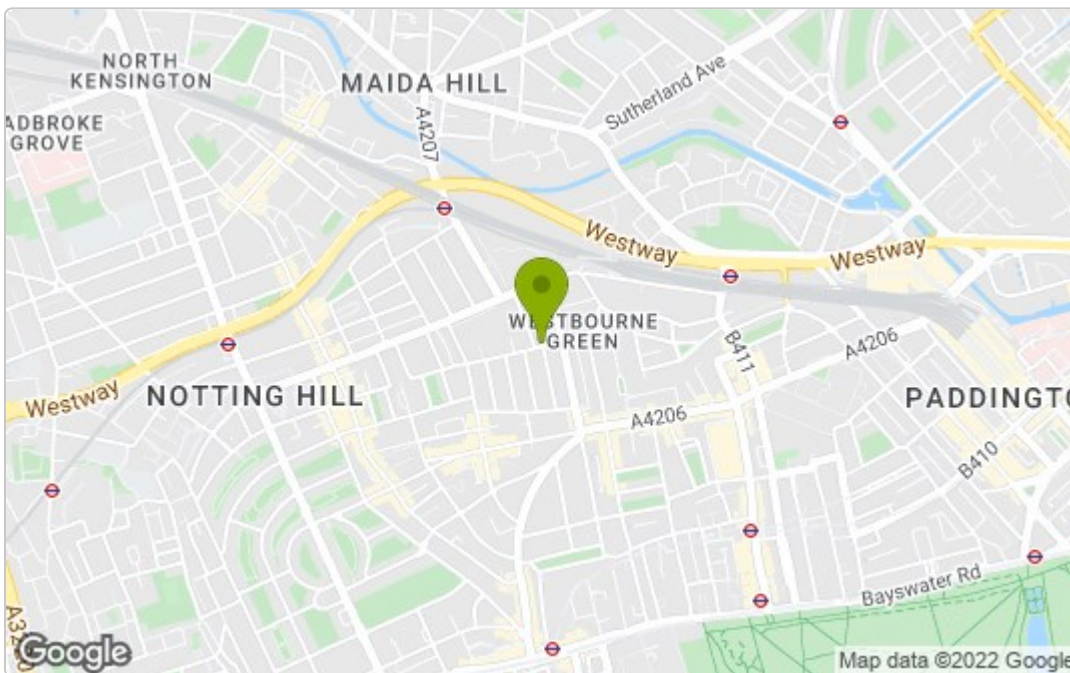 NORTH
KENSINGTON
MAIDA HILL
Sutherland Ave
ADBROKE
GROVE
A4207
Westway
Westway
WESTBOURNE
GREEN
B411
A4206
Westway
NOTTING HILL
PADDINGTO
A4206
B410
Bayswater Rd
Google
Map data ©2022 Google